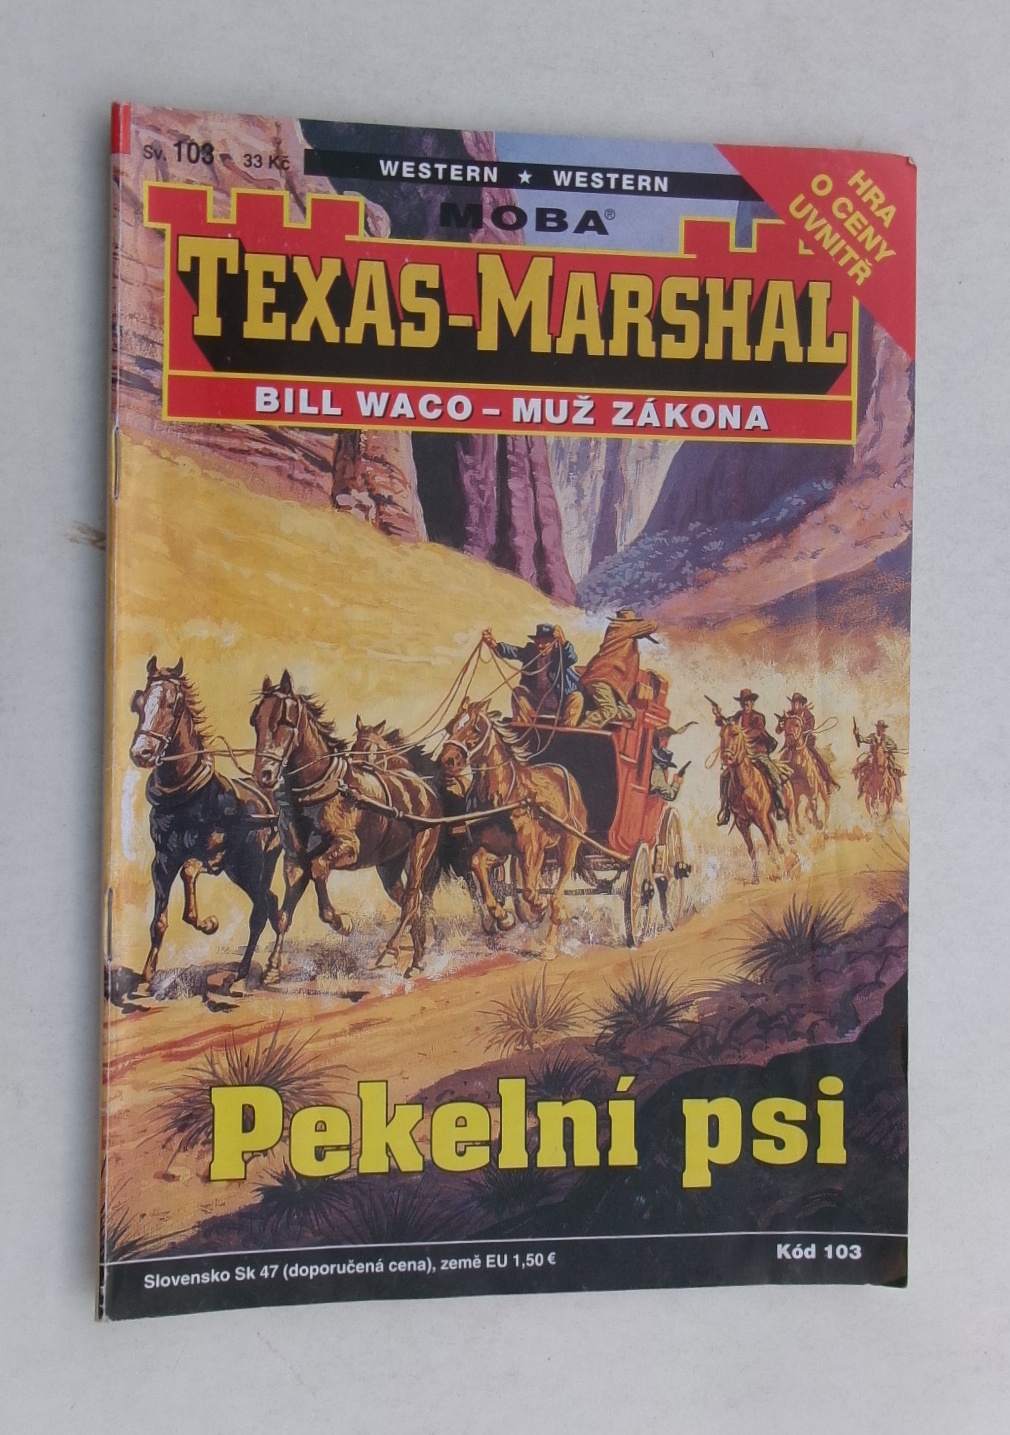 Sv. 103 – 33 Kč
WESTERN ★ WESTERN
HRA
O CENY
UVNITŘ
MOBA®
TEXAS-MARSHAL
BILL WACO – MUŽ ZÁKONA
Pekelní psi
Slovensko Sk 47 (doporučená cena), země EU 1,50 €
Kód 103